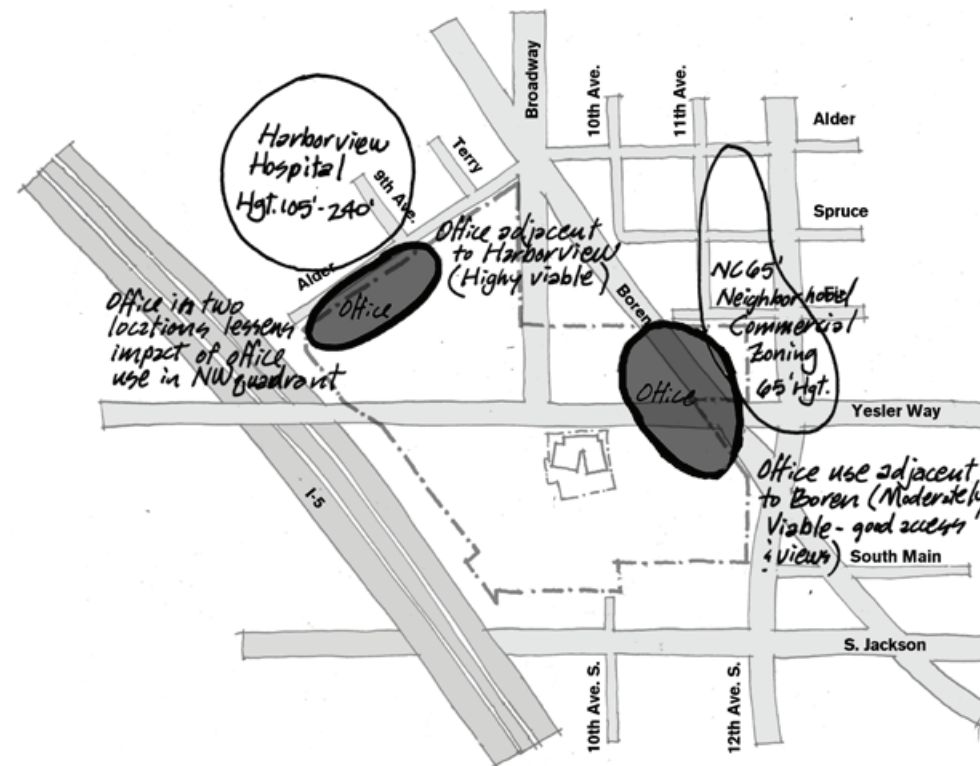 Broadway
10th Ave.
11th Ave.
Alder
Harborview
Hospital
Hgt. 105'-240'
Terry
9th Ave.
Spruce
Alder
Office adjacent
to Harborview
(Highy viable)
Office
Office in two
locations lessens
impact of office
use in NW quadrant
Boren
NC 65'
Neighborhood
Commercial
Zoning
65' Hgt.
Office
Yesler Way
I-5
Office use adjacent
to Boren (Moderately
Viable - good access
& views)
South Main
S. Jackson
10th Ave. S.
12th Ave. S.